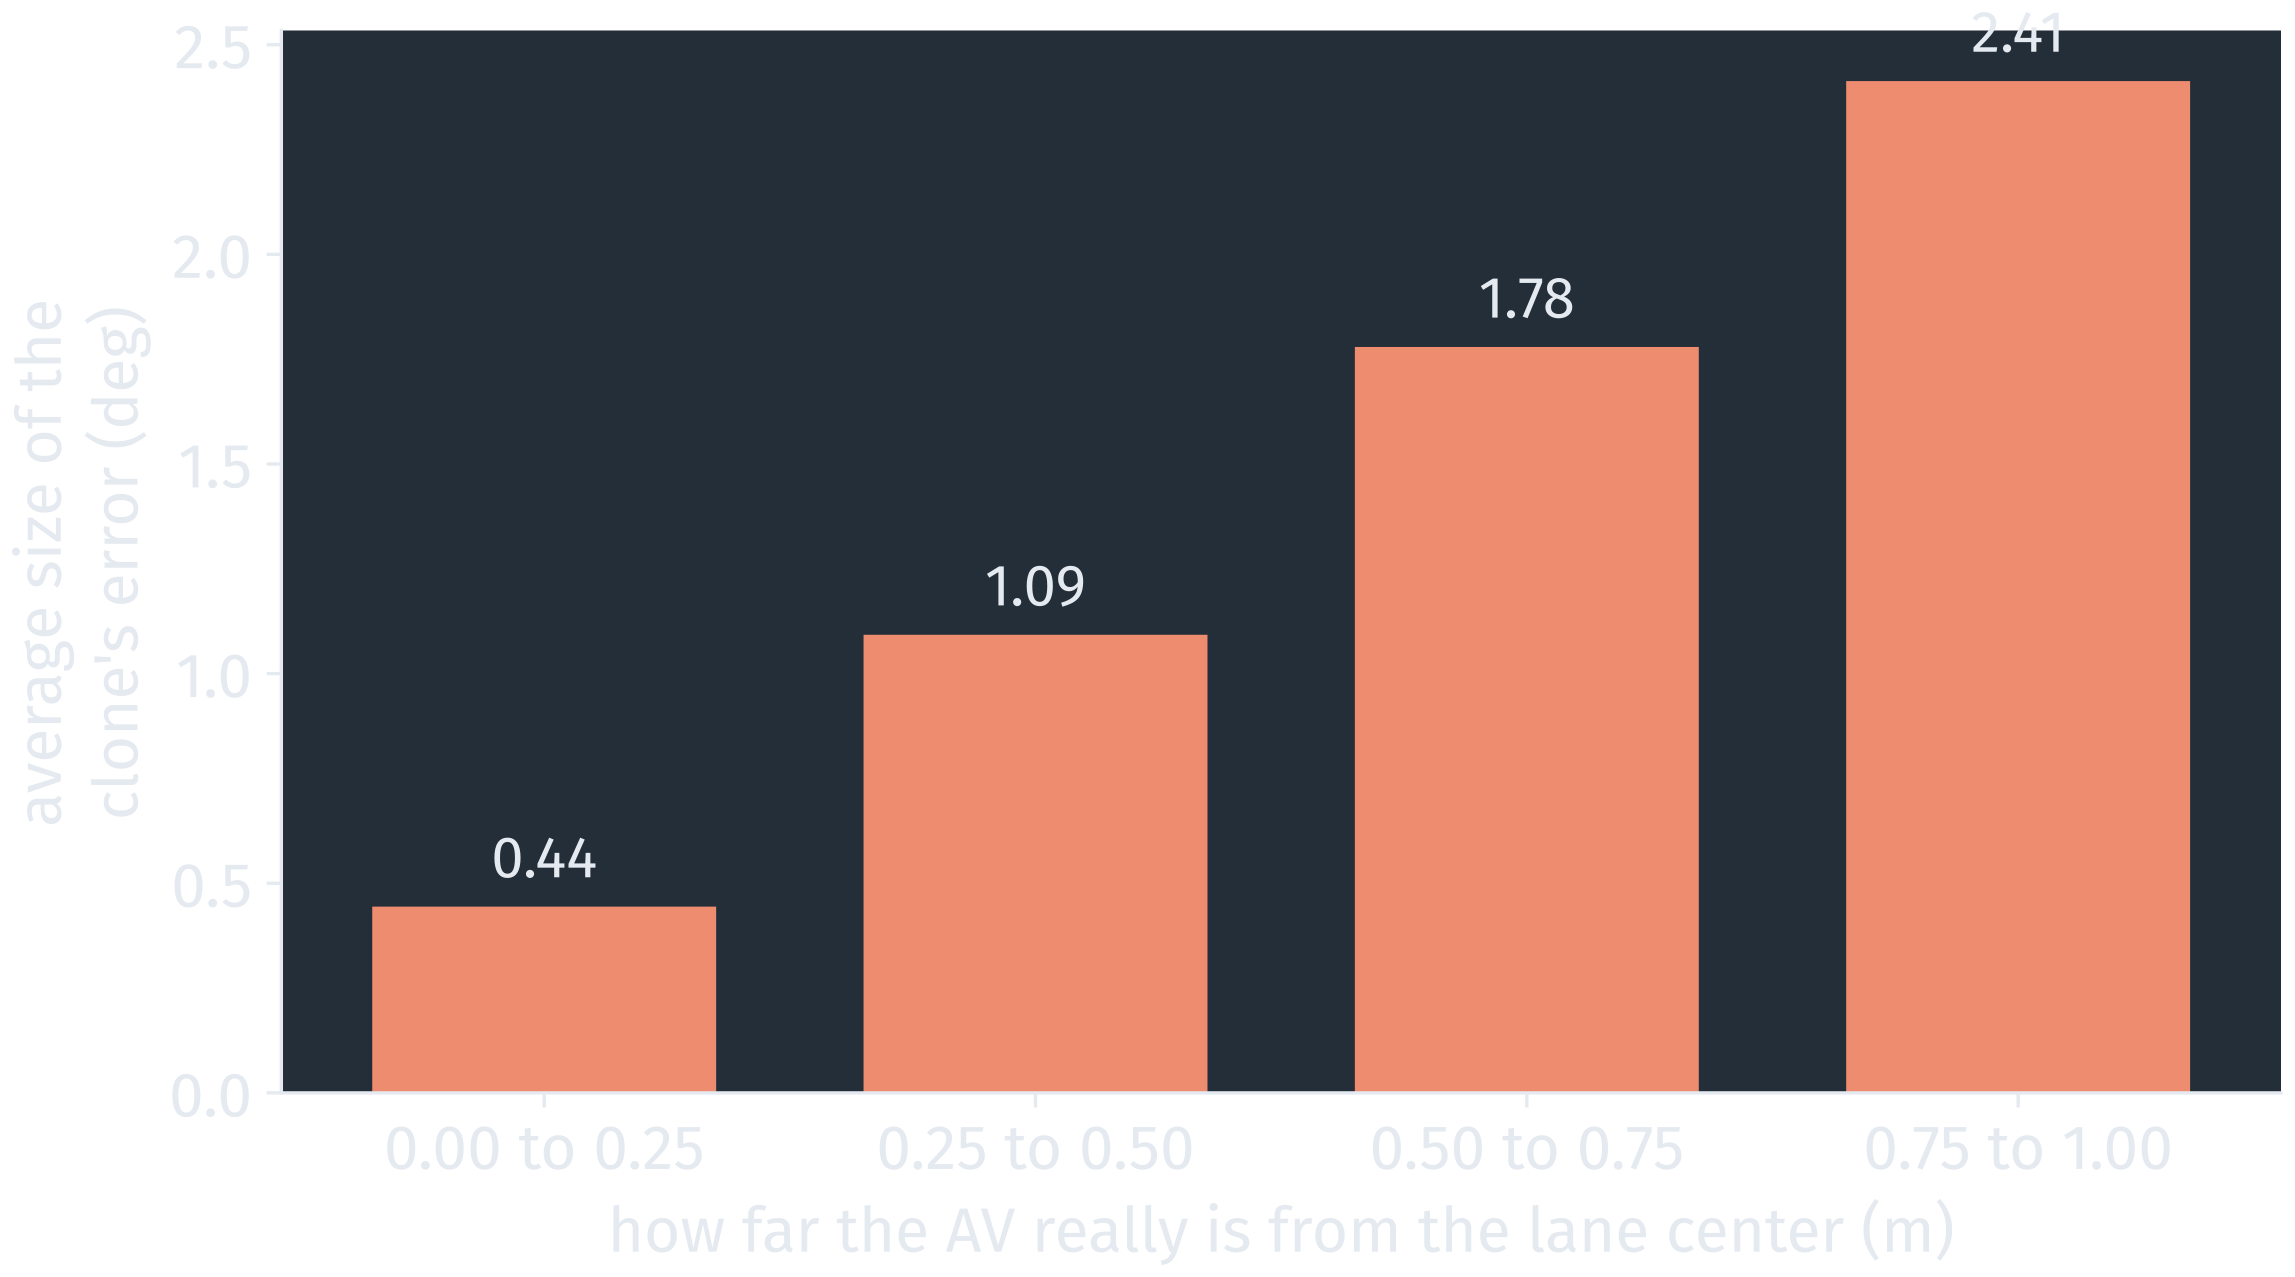 average size of the
clone's error (deg)
2.5
2.0
1.5
1.0
0.5
0.0
2.41
1.78
1.09
0.44
0.00 to 0.25
0.25 to 0.50
0.50 to 0.75
0.75 to 1.00
how far the AV really is from the lane center (m)